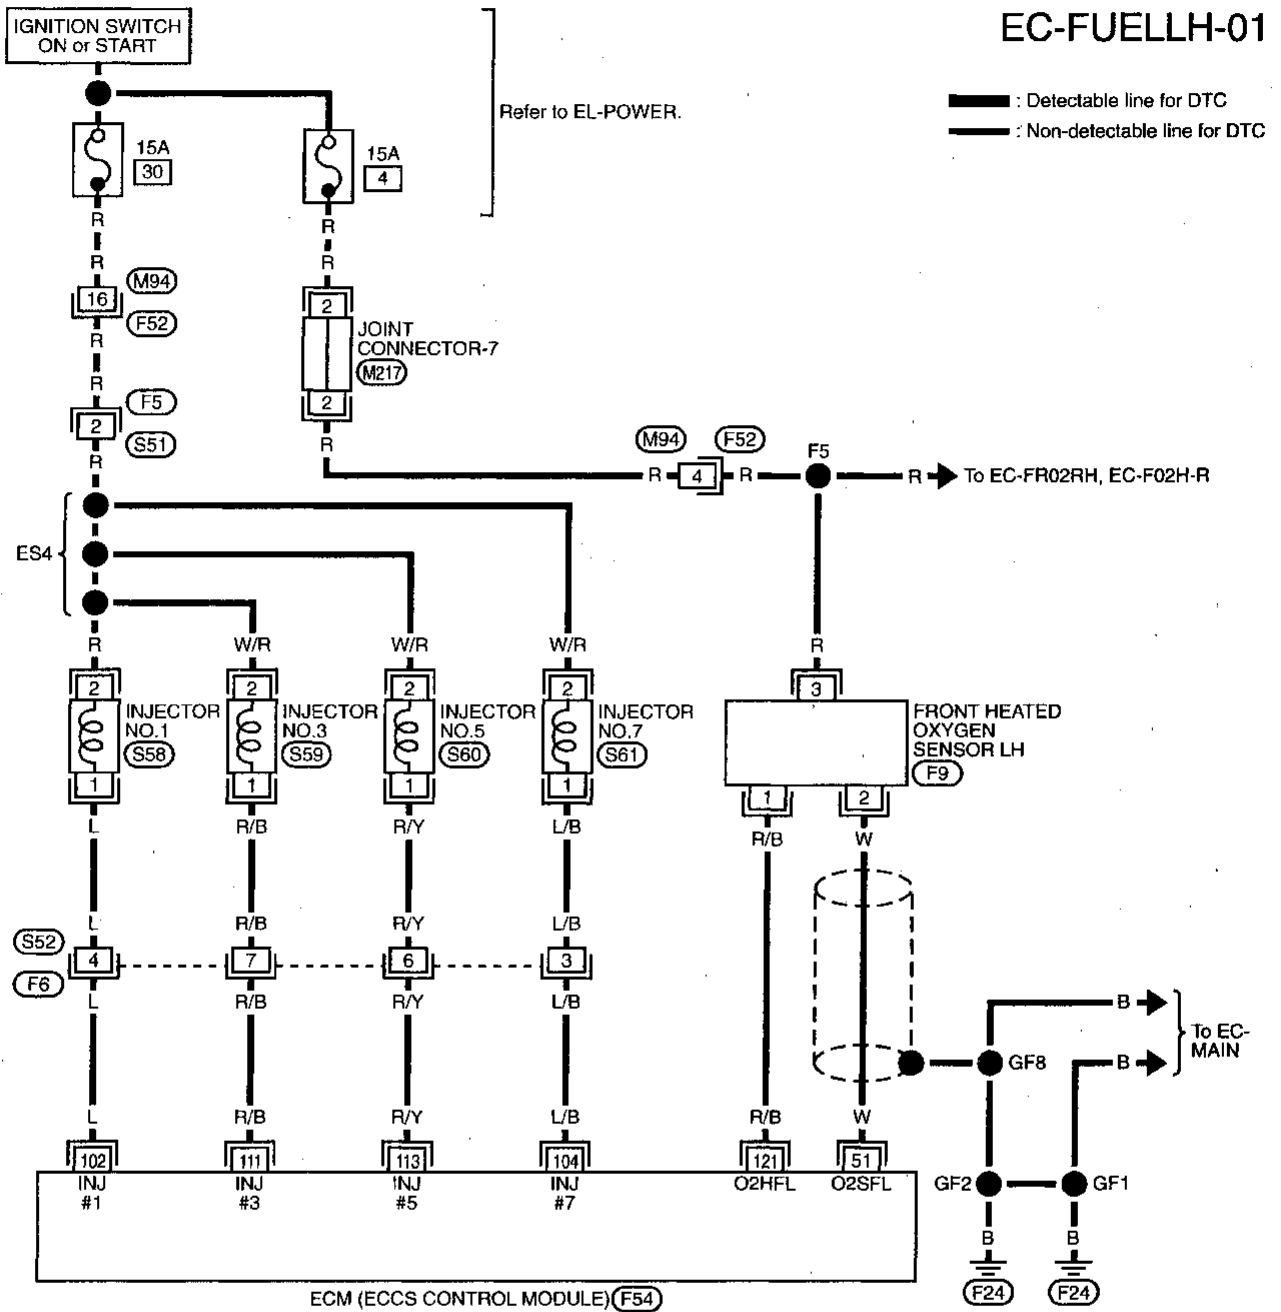 IGNITION SWITCH
ON or START
EC-FUELLH-01
Refer to EL-POWER.
: Detectable line for DTC
: Non-detectable line for DTC
15A
30
15A
4
R
R
R
R
16
M94
F52
2
JOINT
CONNECTOR-7
M217
2
R
R
F5
2
S51
R
R
M94
F52
R
4
R
F5
R
To EC-FR02RH, EC-F02H-R
ES4
R
W/R
W/R
W/R
R
2
2
2
2
3
INJECTOR
NO.1
S58
INJECTOR
NO.3
S59
INJECTOR
NO.5
S60
INJECTOR
NO.7
S61
FRONT HEATED
OXYGEN
SENSOR LH
F9
1
1
1
1
1
2
L
R/B
R/Y
L/B
R/B
W
L
R/B
R/Y
L/B
S52
F6
4
7
6
3
L
R/B
R/Y
L/B
B
B
To EC-
MAIN
GF8
L
R/B
R/Y
L/B
R/B
W
102
111
113
104
121
51
INJ
#1
INJ
#3
INJ
#5
INJ
#7
O2HFL
O2SFL
GF2
GF1
B
B
F24
F24
ECM (ECCS CONTROL MODULE) F54